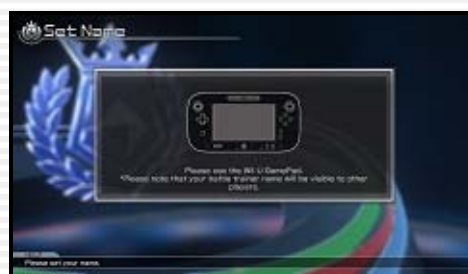 Set Name
Please see the Wii U GamePad.
*Please note that your battle trainer name will be visible to other
players.
Please set your name.